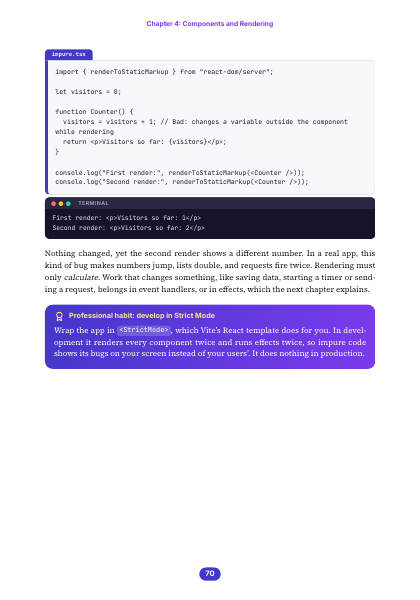 Chapter 4: Components and Rendering
impure.tsx
import { renderToStaticMarkup } from "react-dom/server";
let visitors = 0;
function Counter() {
visitors = visitors + 1; // Bad: changes a variable outside the component
while rendering
return <p>Visitors so far: {visitors}</p>;
}
console.log("First render:", renderToStaticMarkup(<Counter />));
console.log("Second render:", renderToStaticMarkup(<Counter />));
TERMINAL
First render: <p>Visitors so far: 1</p>
Second render: <p>Visitors so far: 2</p>
Nothing changed, yet the second render shows a different number. In a real app, this
kind of bug makes numbers jump, lists double, and requests fire twice. Rendering must
only calculate. Work that changes something, like saving data, starting a timer or send-
ing a request, belongs in event handlers, or in effects, which the next chapter explains.
Professional habit: develop in Strict Mode
Wrap the app in <StrictMode>, which Vite's React template does for you. In devel-
opment it renders every component twice and runs effects twice, so impure code
shows its bugs on your screen instead of your users'. It does nothing in production.
70